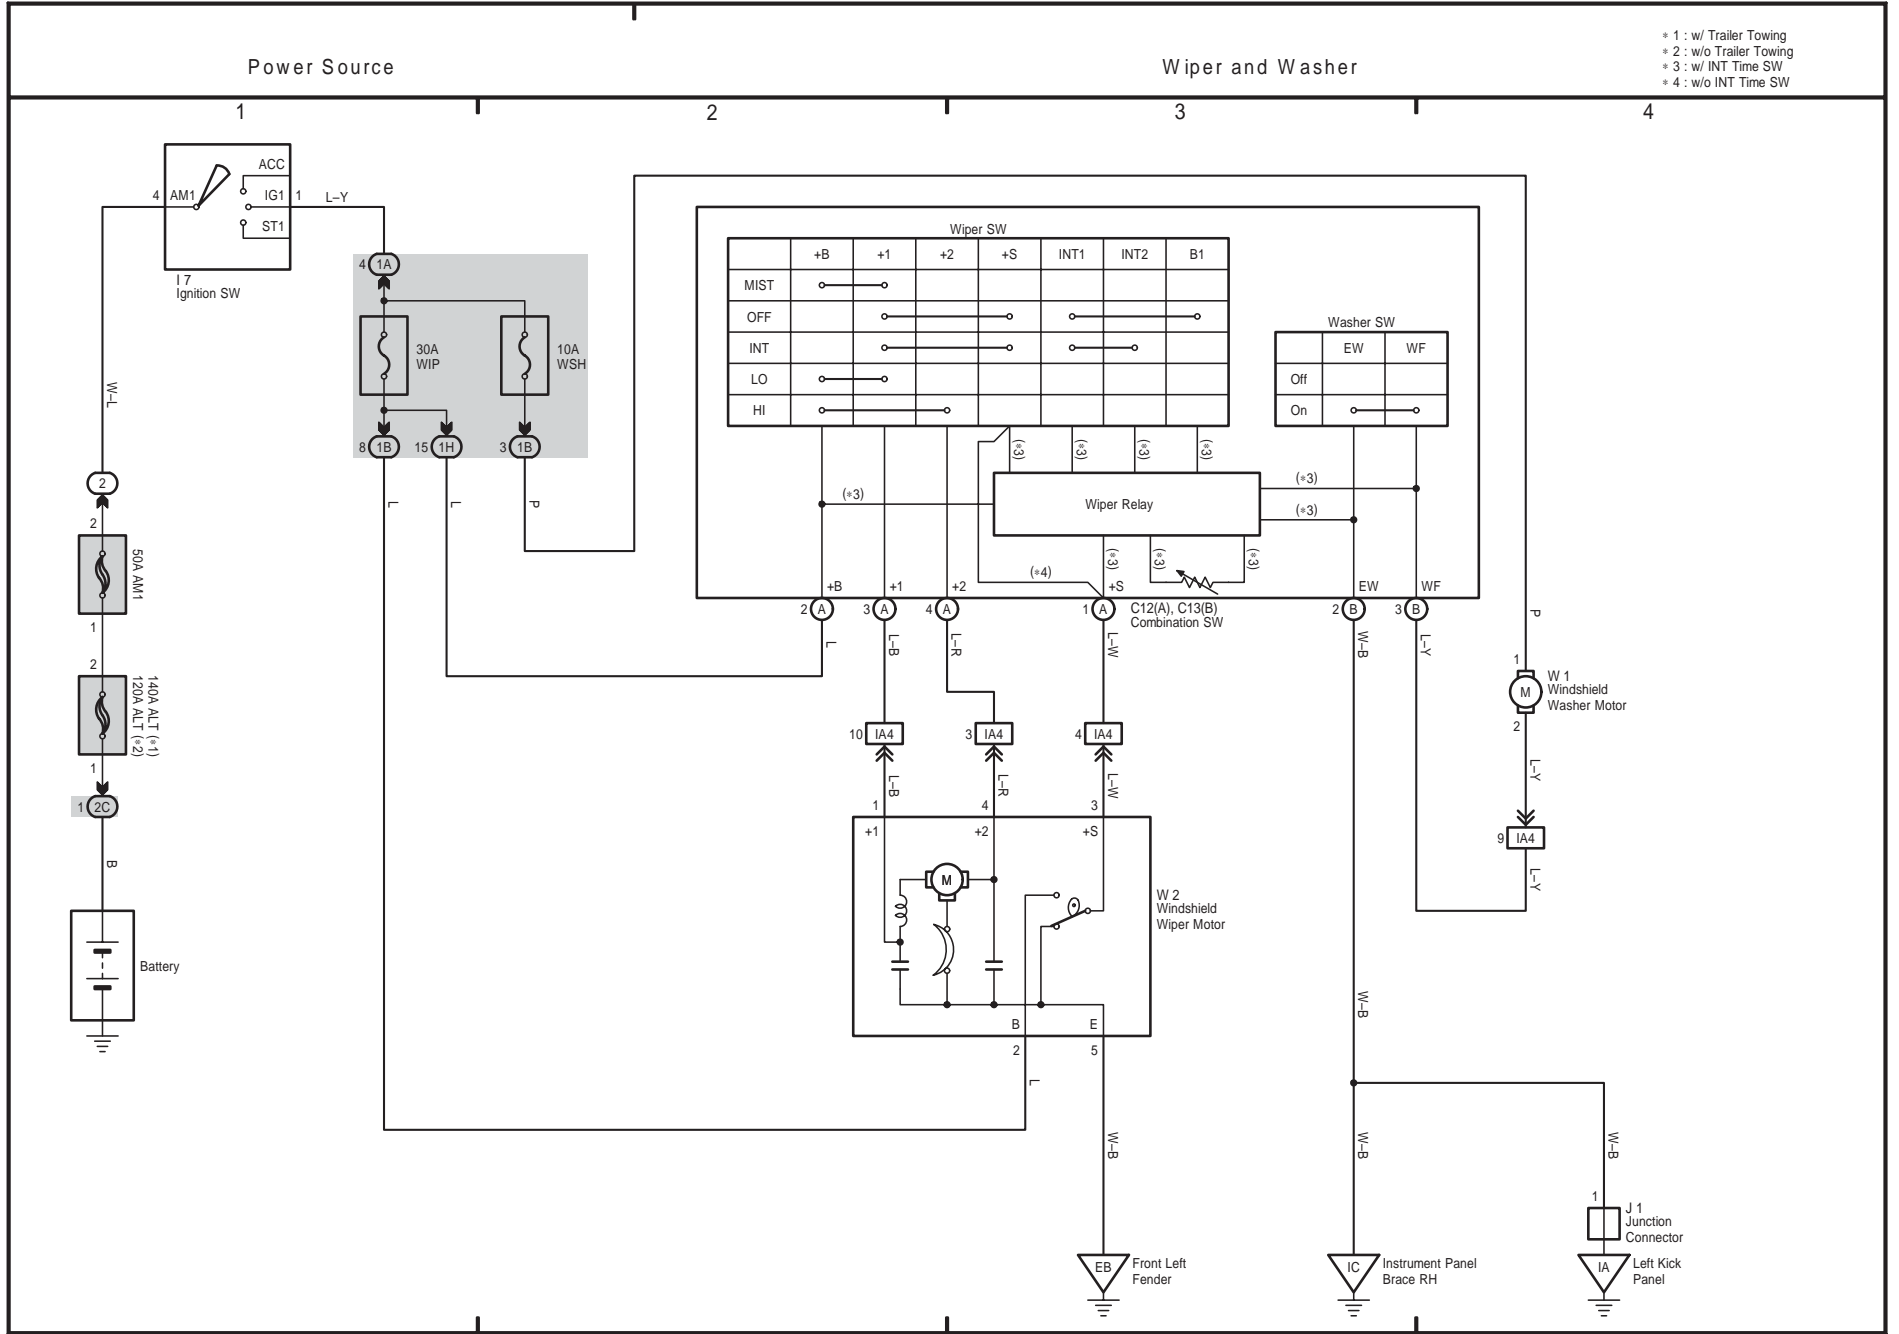 Power Source
Wiper and Washer
* 1 : w/ Trailer Towing
* 2 : w/o Trailer Towing
* 3 : w/ INT Time SW
* 4 : w/o INT Time SW
1
2
3
4
ACC
4
AM1
IG1
1
L–Y
ST1
I 7
Ignition SW
4
1A
30A
WIP
10A
WSH
8
1B
15
1H
3
1B
L
L
P
W–L
2
2
50A AM1
1
2
140A ALT (*1)
120A ALT (*2)
1
1
2C
B
Battery
Wiper SW
+B
+1
+2
+S
INT1
INT2
B1
MIST
OFF
INT
LO
HI
Washer SW
EW
WF
Off
On
(*3)
(*3)
(*3)
(*3)
(*3)
Wiper Relay
(*3)
(*3)
(*4)
(*3)
(*3)
(*3)
+B
+1
+2
+S
EW
WF
2
A
3
A
4
A
1
A
C12(A), C13(B)
Combination SW
2
B
3
B
L
L–B
L–R
L–W
W–B
L–Y
P
10
IA4
3
IA4
4
IA4
L–B
L–R
L–W
1
4
3
+1
+2
+S
M
W 2
Windshield
Wiper Motor
B
E
2
5
L
W–B
1
M
W 1
Windshield
Washer Motor
2
L–Y
9
IA4
L–Y
W–B
W–B
W–B
1
J 1
Junction
Connector
EB
Front Left
Fender
IC
Instrument Panel
Brace RH
IA
Left Kick
Panel